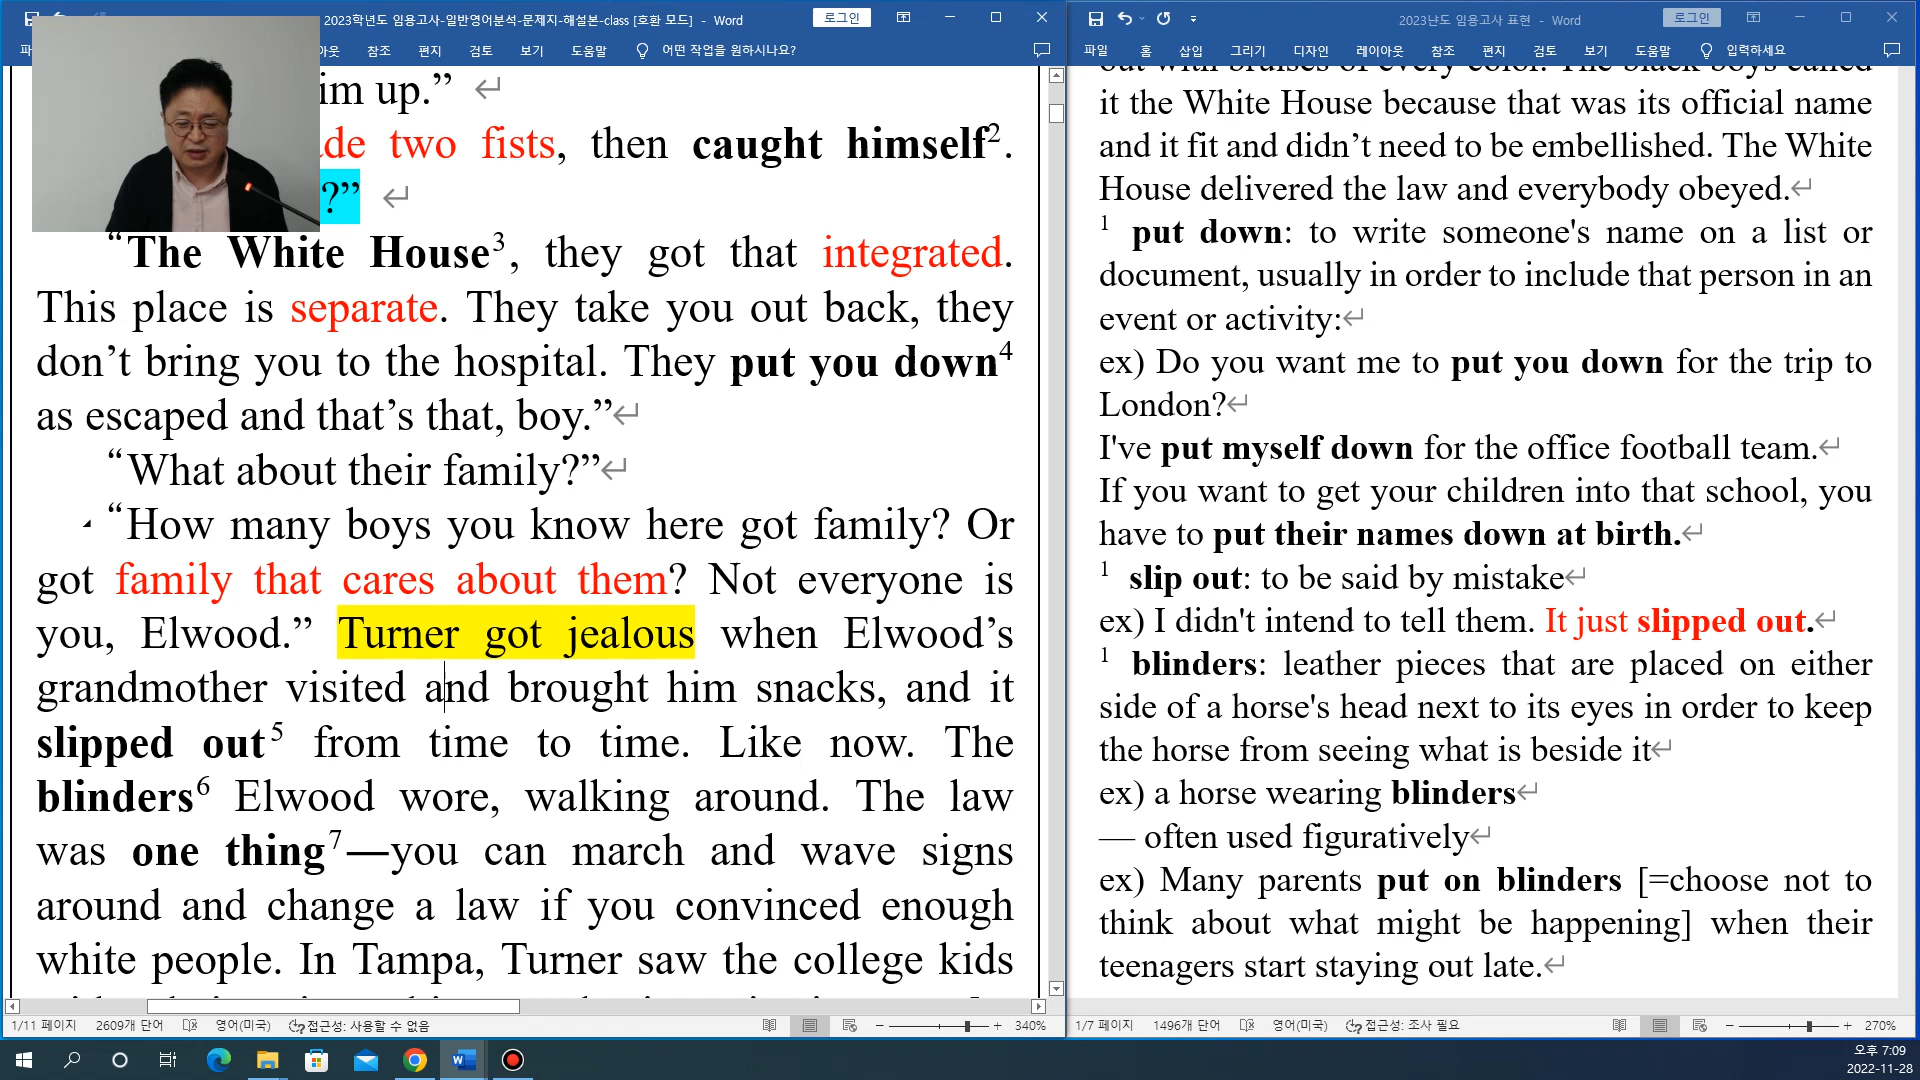 2023학년도 임용고사-일반영어분석-문제지-해설본-class [호환 모드] - Word
로그인
아웃 참조 편지 검토 보기 도움말 어떤 작업을 원하시나요?
im up.” ↵
de two fists, then caught himself2.
?” ↵
“The White House3, they got that integrated.
This place is separate. They take you out back, they
don’t bring you to the hospital. They put you down4
as escaped and that’s that, boy.”↵
“What about their family?”↵
“How many boys you know here got family? Or
got family that cares about them? Not everyone is
you, Elwood.” Turner got jealous when Elwood’s
grandmother visited and brought him snacks, and it
slipped out5 from time to time. Like now. The
blinders6 Elwood wore, walking around. The law
was one thing7—you can march and wave signs
around and change a law if you convinced enough
white people. In Tampa, Turner saw the college kids
1/11 페이지 2609개 단어 영어(미국) 접근성: 사용할 수 없음 340%
2023년도 임용고사 표현 - Word
로그인
파일 홈 삽입 그리기 디자인 레이아웃 참조 편지 검토 보기 도움말 입력하세요
out with bruises of every color. The black boys called
it the White House because that was its official name
and it fit and didn’t need to be embellished. The White
House delivered the law and everybody obeyed.↵
1 put down: to write someone's name on a list or
document, usually in order to include that person in an
event or activity:↵
ex) Do you want me to put you down for the trip to
London?↵
I've put myself down for the office football team.↵
If you want to get your children into that school, you
have to put their names down at birth.↵
1 slip out: to be said by mistake↵
ex) I didn't intend to tell them. It just slipped out.↵
1 blinders: leather pieces that are placed on either
side of a horse's head next to its eyes in order to keep
the horse from seeing what is beside it↵
ex) a horse wearing blinders↵
— often used figuratively↵
ex) Many parents put on blinders [=choose not to
think about what might be happening] when their
teenagers start staying out late.↵
1/7 페이지 1496개 단어 영어(미국) 접근성: 조사 필요 270%
오후 7:09
2022-11-28